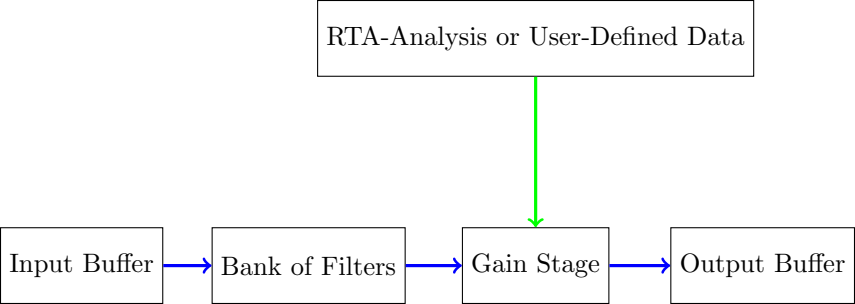 RTA-Analysis or User-Defined Data
Input Buffer
Bank of Filters
Gain Stage
Output Buffer